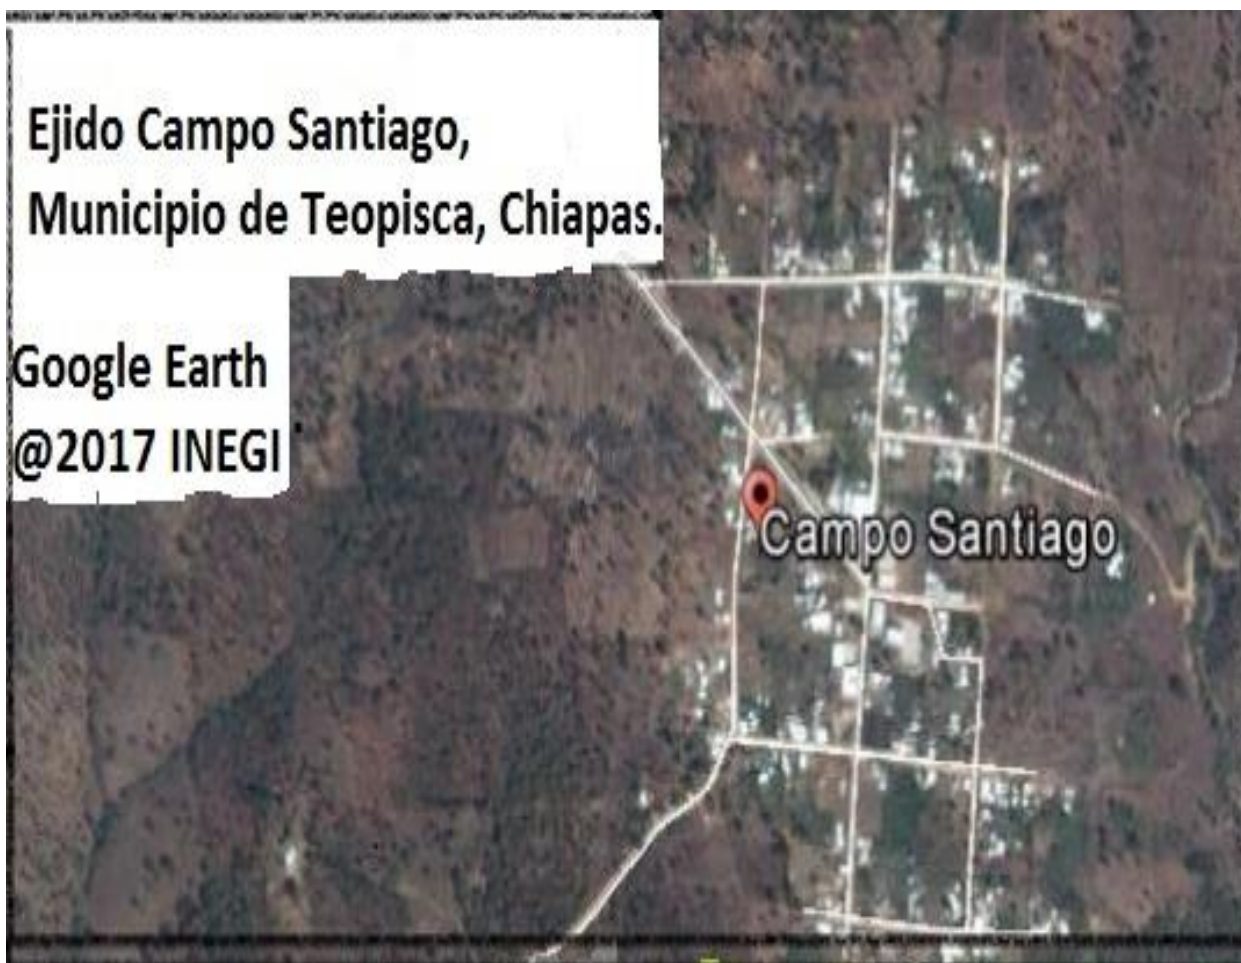 Ejido Campo Santiago,
Municipio de Teopisca, Chiapas.
Google Earth
@2017 INEGI
Campo Santiago